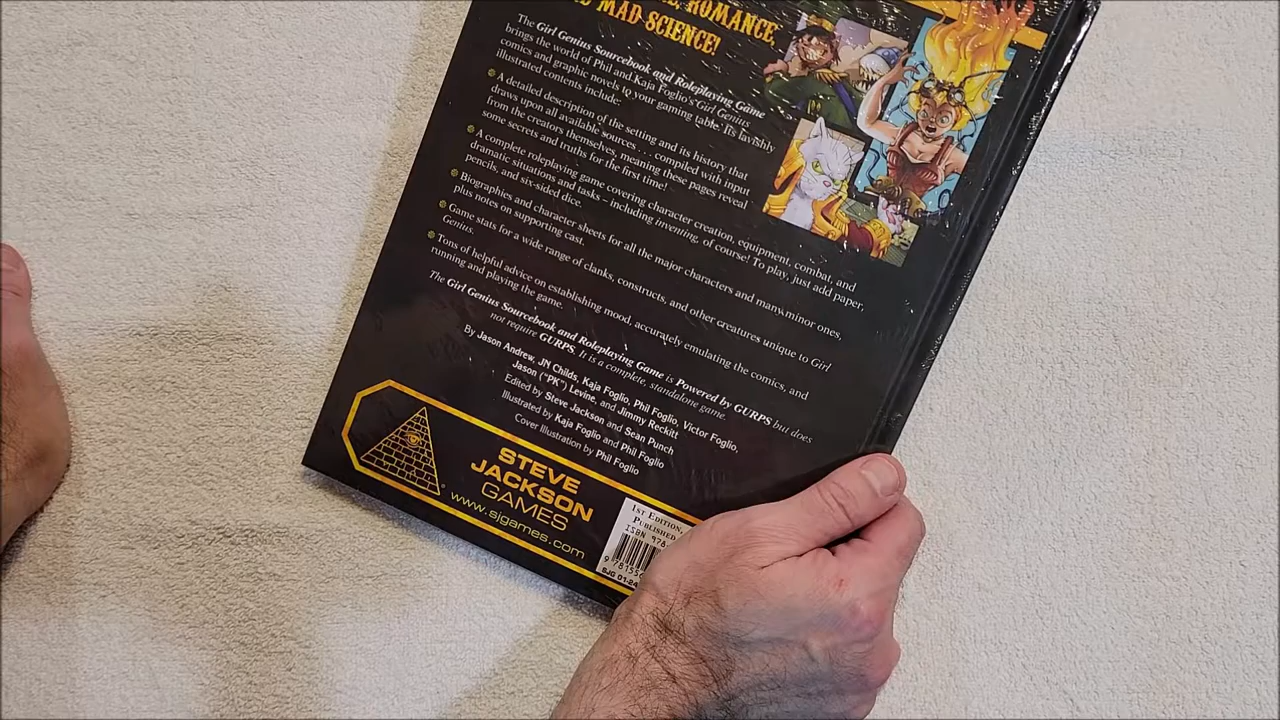 ROMANCE,
MAD SCIENCE!
The Girl Genius Sourcebook and Roleplaying Game
brings the world of Phil and Kaja Foglio's Girl Genius
comics and graphic novels to your gaming table. Its lavishly
illustrated contents include:
A detailed description of the setting and its history that
draws upon all available sources . . . compiled with input
from the creators themselves, meaning these pages reveal
some secrets and truths for the first time!
A complete roleplaying game covering character creation, equipment, combat, and
dramatic situations and tasks – including inventing, of course! To play, just add paper,
pencils, and six-sided dice.
Biographies and character sheets for all the major characters and many minor ones,
plus notes on supporting cast.
Game stats for a wide range of clanks, constructs, and other creatures unique to Girl
Genius.
Tons of helpful advice on establishing mood, accurately emulating the comics, and
running and playing the game.
The Girl Genius Sourcebook and Roleplaying Game is Powered by GURPS but does
not require GURPS. It is a complete, standalone game.
By Jason Andrew, JN Childs, Kaja Foglio, Phil Foglio, Victor Foglio,
Jason ("PK") Levine, and Jimmy Reckitt
Edited by Steve Jackson and Sean Punch
Illustrated by Kaja Foglio and Phil Foglio
Cover Illustration by Phil Foglio
STEVE
JACKSON
GAMES
www.sjgames.com
1ST EDITION,
PUBLISHED
ISBN 978
9 78155
SJG 01-24